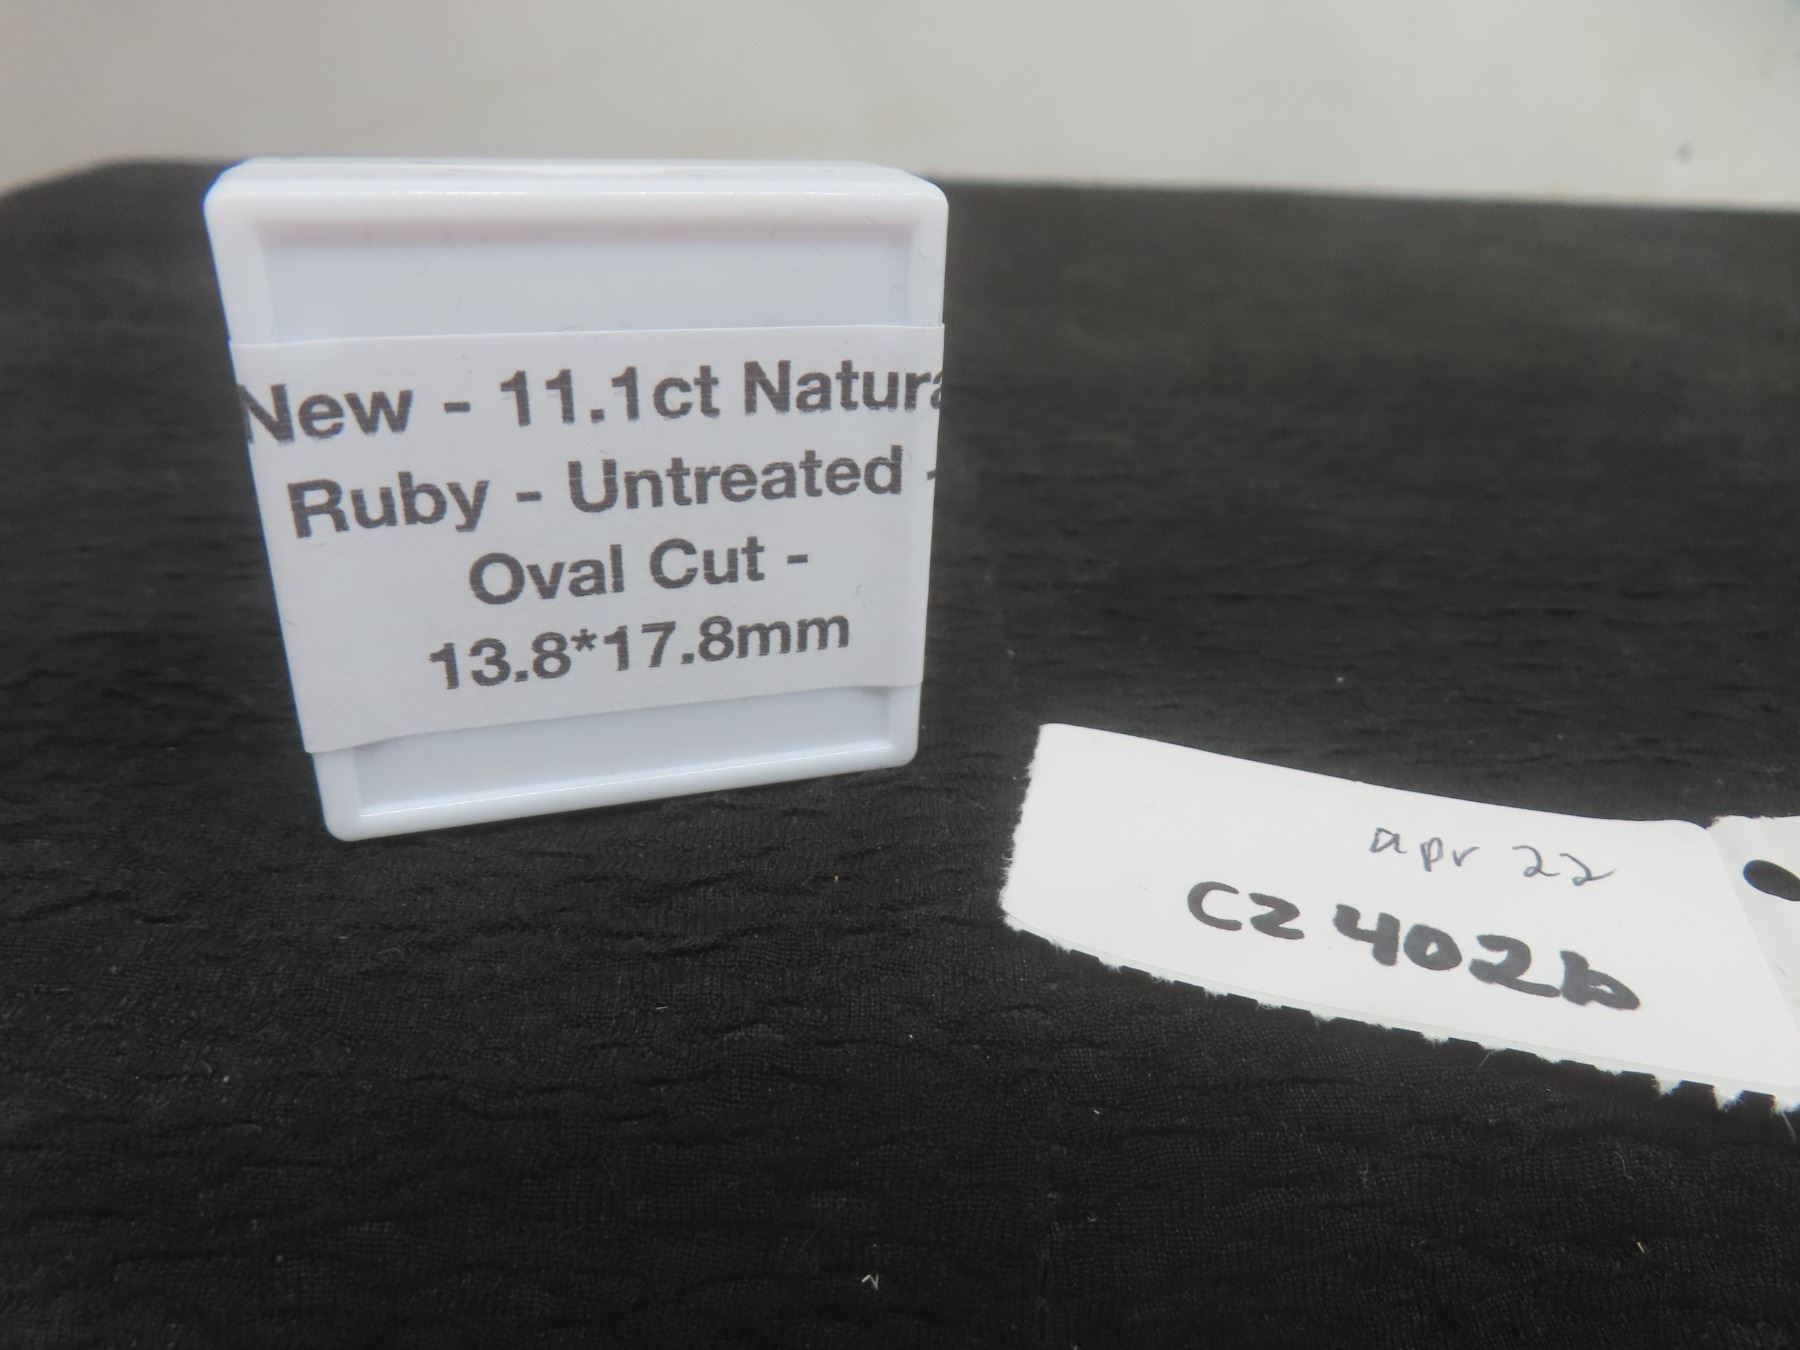 New - 11.1ct Natura
Ruby - Untreated -
Oval Cut -
13.8*17.8mm
apr 22
CZ402b